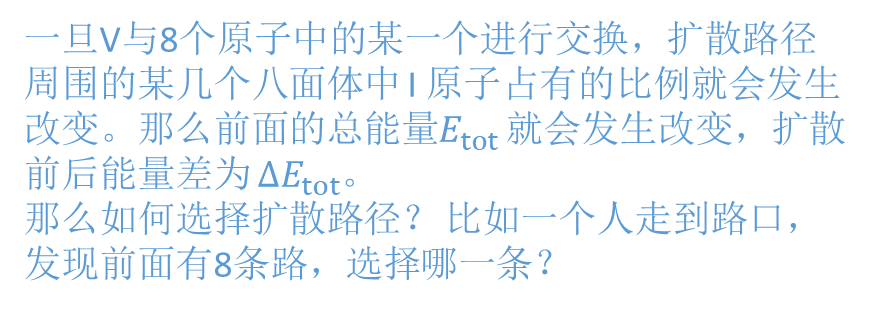 一旦V与8个原子中的某一个进行交换，扩散路径
周围的某几个八面体中I 原子占有的比例就会发生
改变。那么前面的总能量𝐸tot 就会发生改变，扩散
前后能量差为 Δ𝐸tot。
那么如何选择扩散路径？ 比如一个人走到路口，
发现前面有8条路，选择哪一条？